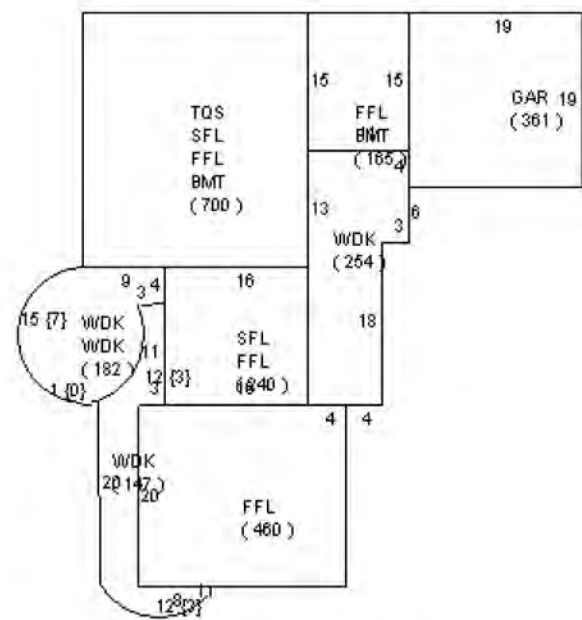 19
15
15
TQS
SFL
FFL
BMT
( 700 )
FFL
BMT
( 165 )
GAR
( 361 )
19
4
13
3
6
WDK
( 254 )
9
3
4
16
15 {7}
WDK
WDK
( 182 )
11
SFL
FFL
( 240 )
18
12 {3}
3
1 {0}
4
4
WDK
( 147 )
20
20
FFL
( 460 )